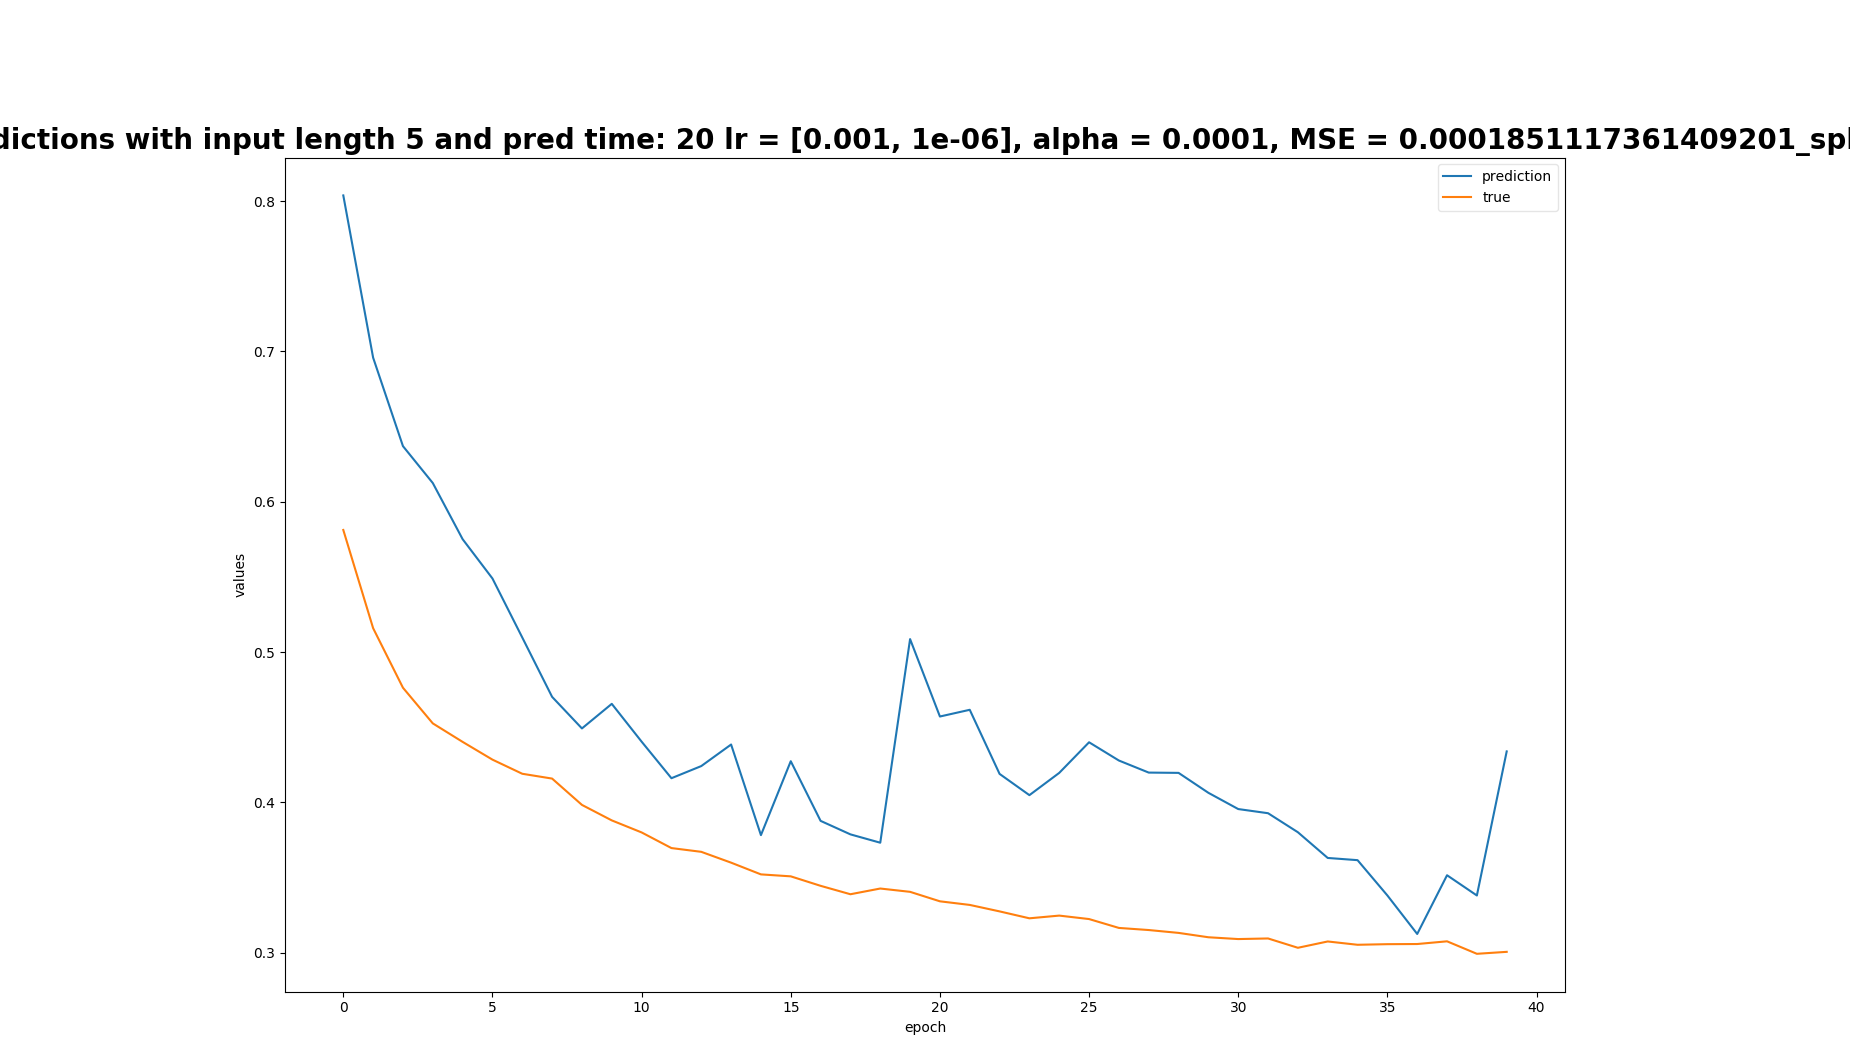 dictions with input length 5 and pred time: 20 lr = [0.001, 1e-06], alpha = 0.0001, MSE = 0.0001851117361409201_spl
prediction
true
0.8
0.7
0.6
0.5
0.4
0.3
values
0 5 10 15 20 25 30 35 40
epoch